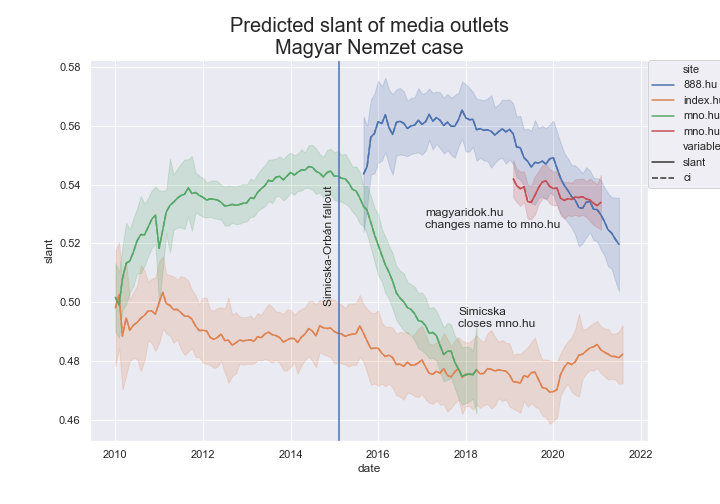 Predicted slant of media outlets
Magyar Nemzet case
0.58
0.56
0.54
0.52
0.50
0.48
0.46
slant
2010
2012
2014
2016
2018
2020
2022
date
Simicska-Orbán fallout
magyaridok.hu
changes name to mno.hu
Simicska
closes mno.hu
site
888.hu
index.hu
mno.hu
mno.hu
variable
slant
ci